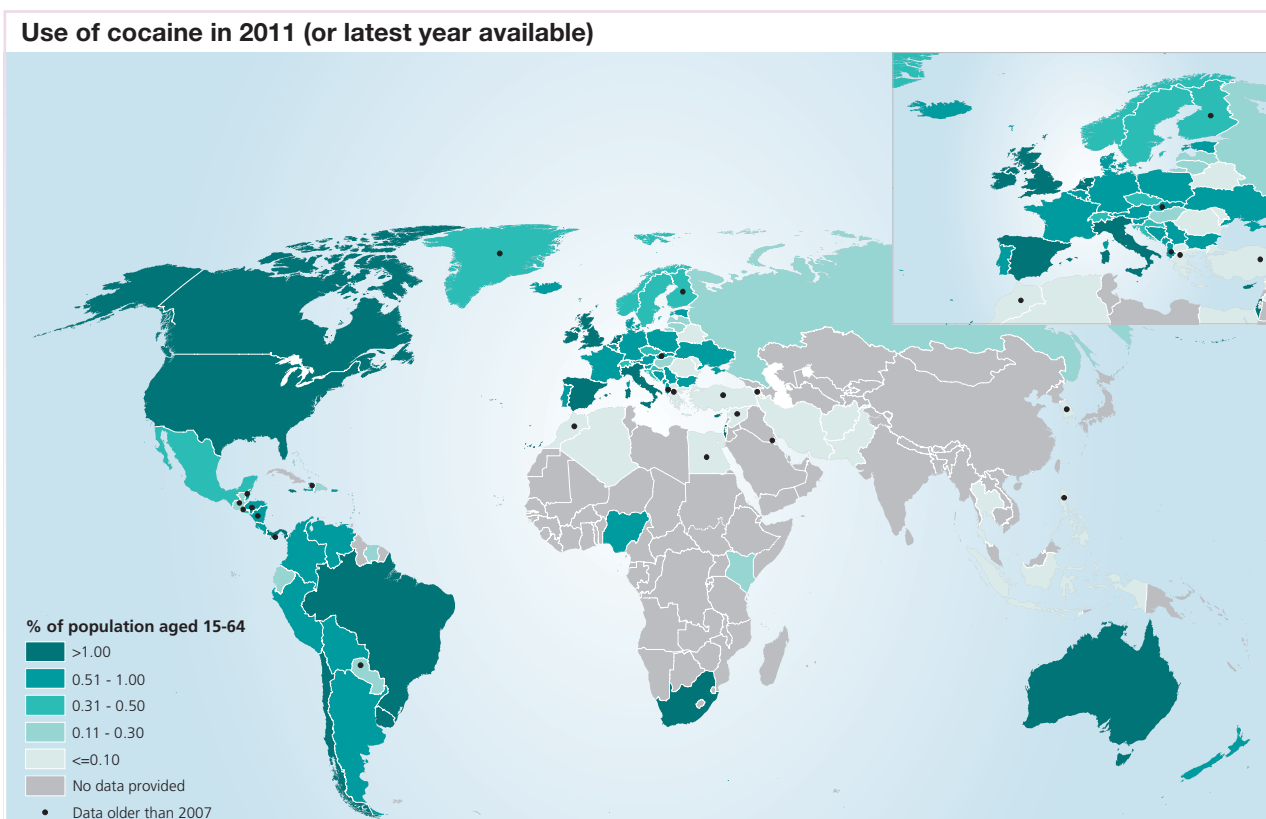 Use of cocaine in 2011 (or latest year available)
% of population aged 15-64
>1.00
0.51 - 1.00
0.31 - 0.50
0.11 - 0.30
<=0.10
No data provided
Data older than 2007